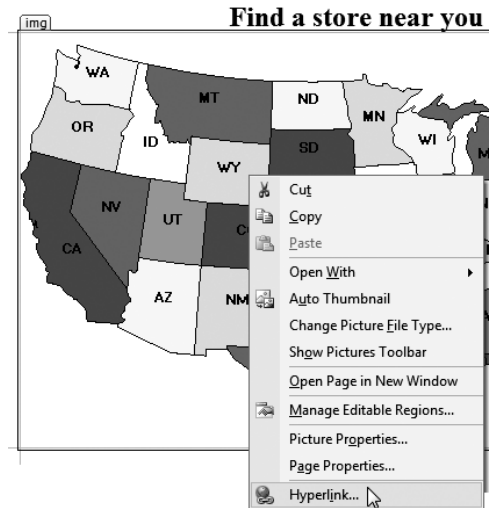 img
Find a store near you
WA
MT
ND
MN
OR
ID
SD
WI
WY
NV
UT
CA
AZ
NM
Cut
Copy
Paste
Open With
Auto Thumbnail
Change Picture File Type...
Show Pictures Toolbar
Open Page in New Window
Manage Editable Regions...
Picture Properties...
Page Properties...
Hyperlink...